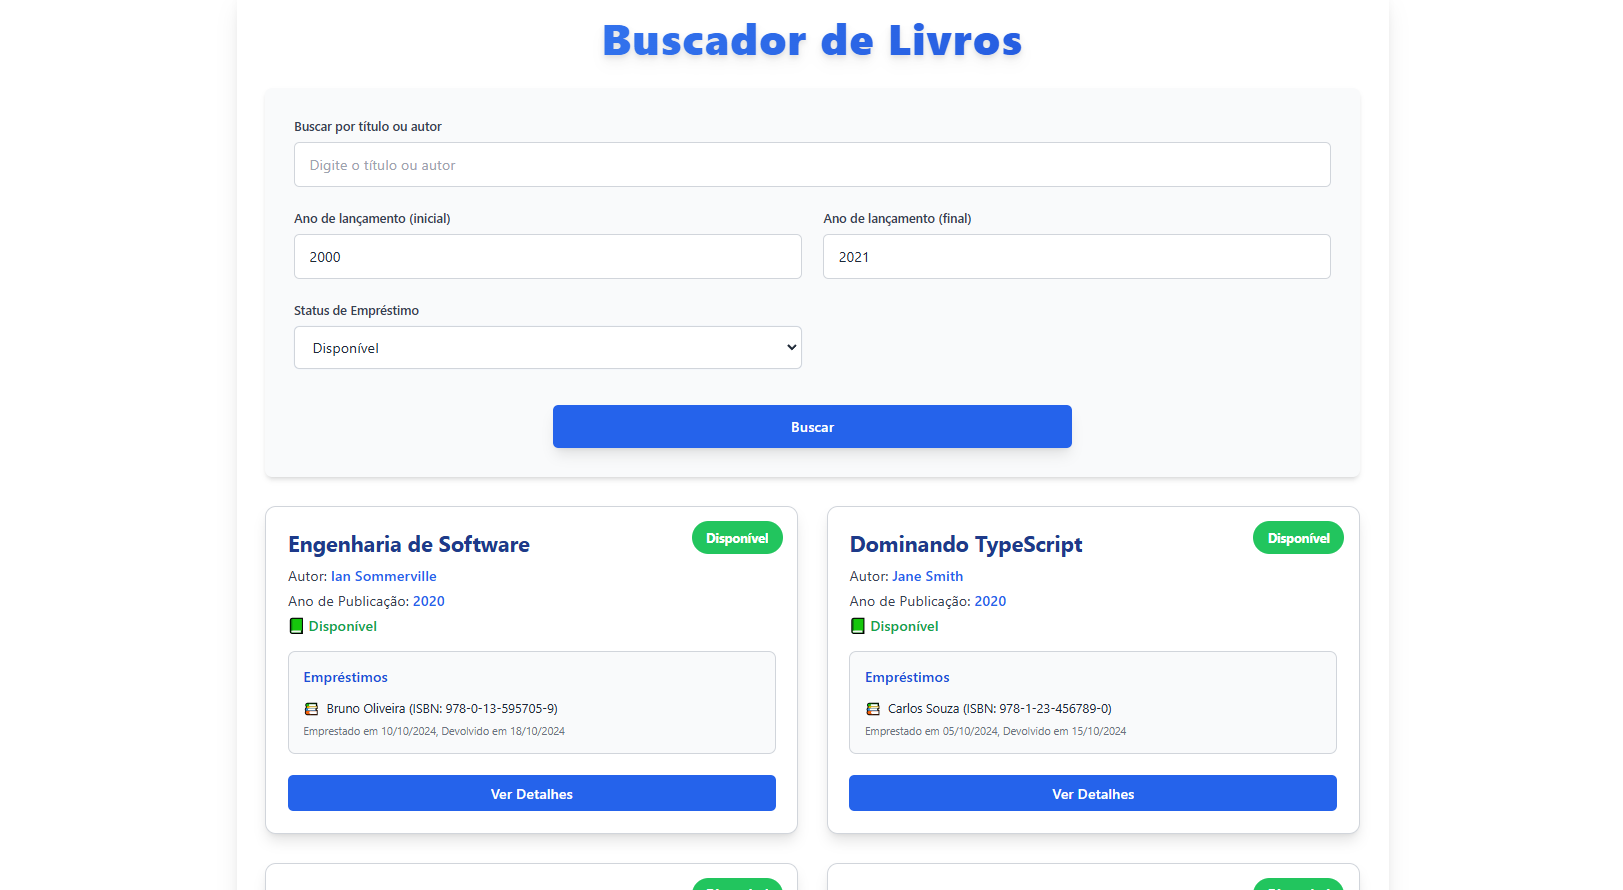 Buscador de Livros
Buscar por título ou autor
Digite o título ou autor
Ano de lançamento (inicial)
Ano de lançamento (final)
2000
2021
Status de Empréstimo
Disponível
Buscar
Engenharia de Software
Disponível
Autor: Ian Sommerville
Ano de Publicação: 2020
Disponível
Empréstimos
Bruno Oliveira (ISBN: 978-0-13-595705-9)
Emprestado em 10/10/2024, Devolvido em 18/10/2024
Ver Detalhes
Dominando TypeScript
Disponível
Autor: Jane Smith
Ano de Publicação: 2020
Disponível
Empréstimos
Carlos Souza (ISBN: 978-1-23-456789-0)
Emprestado em 05/10/2024, Devolvido em 15/10/2024
Ver Detalhes